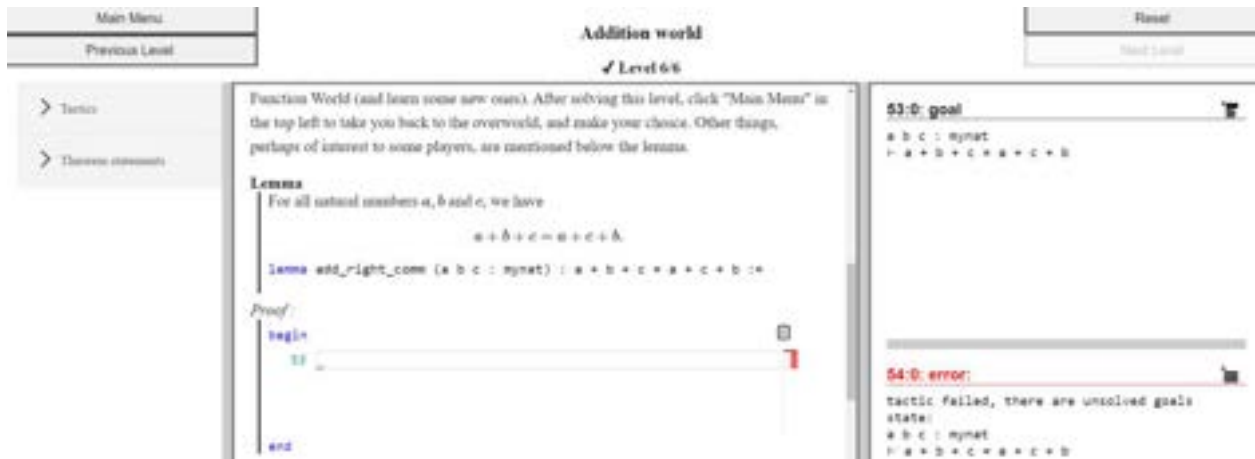 Main Menu
Previous Level
Addition world
✓ Level 6/6
Reset
Next Level
Tactics
Theorem statements
Function World (and learn some new ones). After solving this level, click "Main Menu" in
the top left to take you back to the overworld, and make your choice. Other things,
perhaps of interest to some players, are mentioned below the lemma.
Lemma
For all natural numbers a, b and c, we have
a + b + c = a + c + b.
lemma add_right_comm (a b c : mynat) : a + b + c = a + c + b :=
Proof :
begin
53
end
53:0: goal
a b c : mynat
⊢ a + b + c = a + c + b
54:0: error:
tactic failed, there are unsolved goals
state:
a b c : mynat
⊢ a + b + c = a + c + b